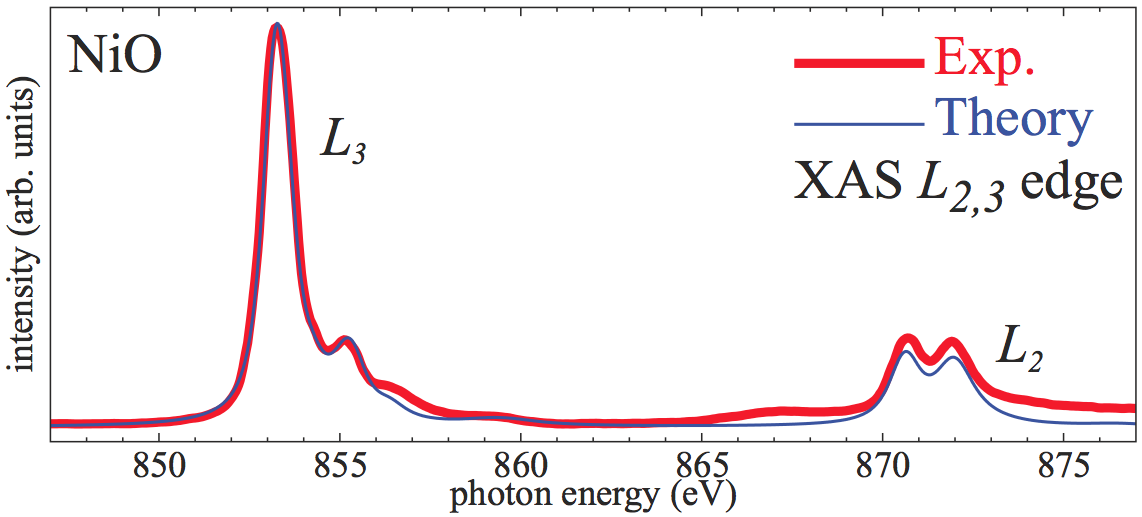 NiO
Exp.
Theory
XAS L2,3 edge
L3
L2
intensity (arb. units)
850 855 860 865 870 875
photon energy (eV)